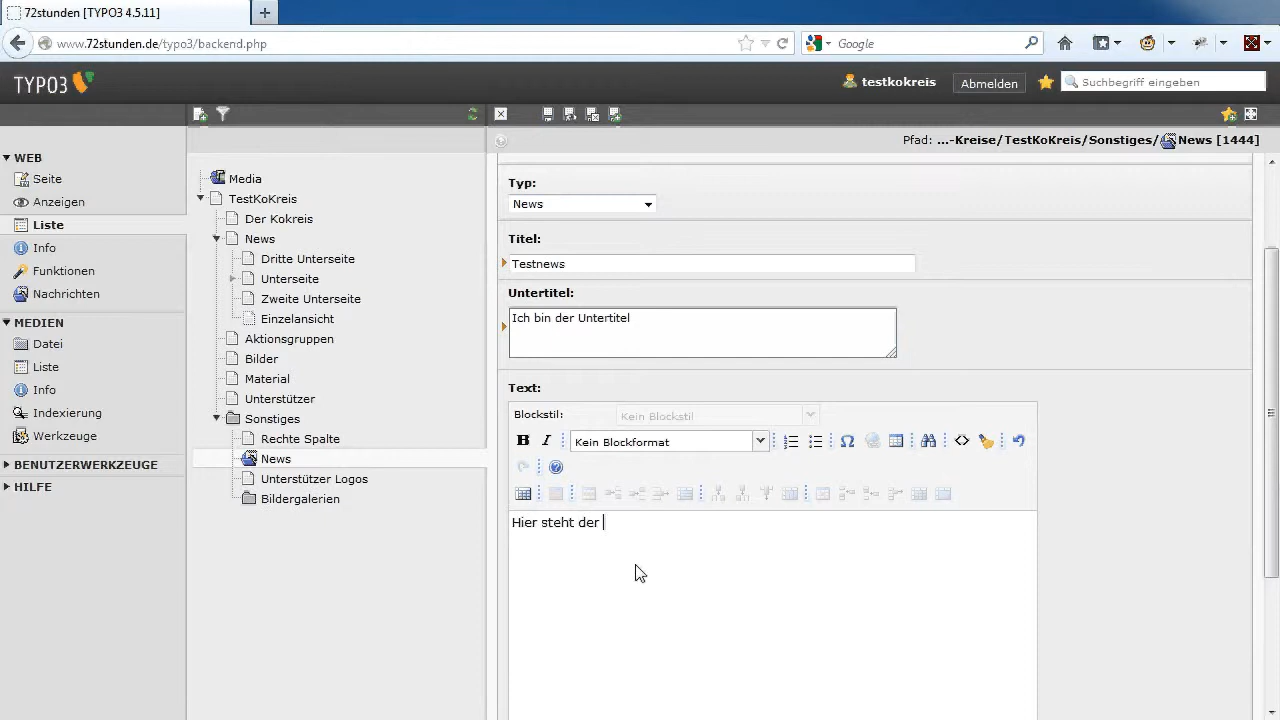 72stunden [TYPO3 4.5.11]
www.72stunden.de/typo3/backend.php
Google
TYPO3
testkokreis
Abmelden
Suchbegriff eingeben
Pfad: ...-Kreise/TestKoKreis/Sonstiges/ News [1444]
WEB
Seite
Anzeigen
Liste
Info
Funktionen
Nachrichten
MEDIEN
Datei
Liste
Info
Indexierung
Werkzeuge
BENUTZERWERKZEUGE
HILFE
Media
TestKoKreis
Der Kokreis
News
Dritte Unterseite
Unterseite
Zweite Unterseite
Einzelansicht
Aktionsgruppen
Bilder
Material
Unterstützer
Sonstiges
Rechte Spalte
News
Unterstützer Logos
Bildergalerien
Typ:
News
Titel:
Testnews
Untertitel:
Ich bin der Untertitel
Text:
Blockstil: Kein Blockstil
B I Kein Blockformat
Hier steht der